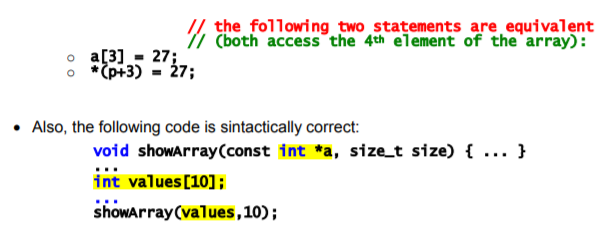 // the following two statements are equivalent
// (both access the 4th element of the array):
o a[3] = 27;
o *(p+3) = 27;
• Also, the following code is sintactically correct:
void showArray(const int *a, size_t size) { ... }
...
int values[10];
...
showArray(values,10);